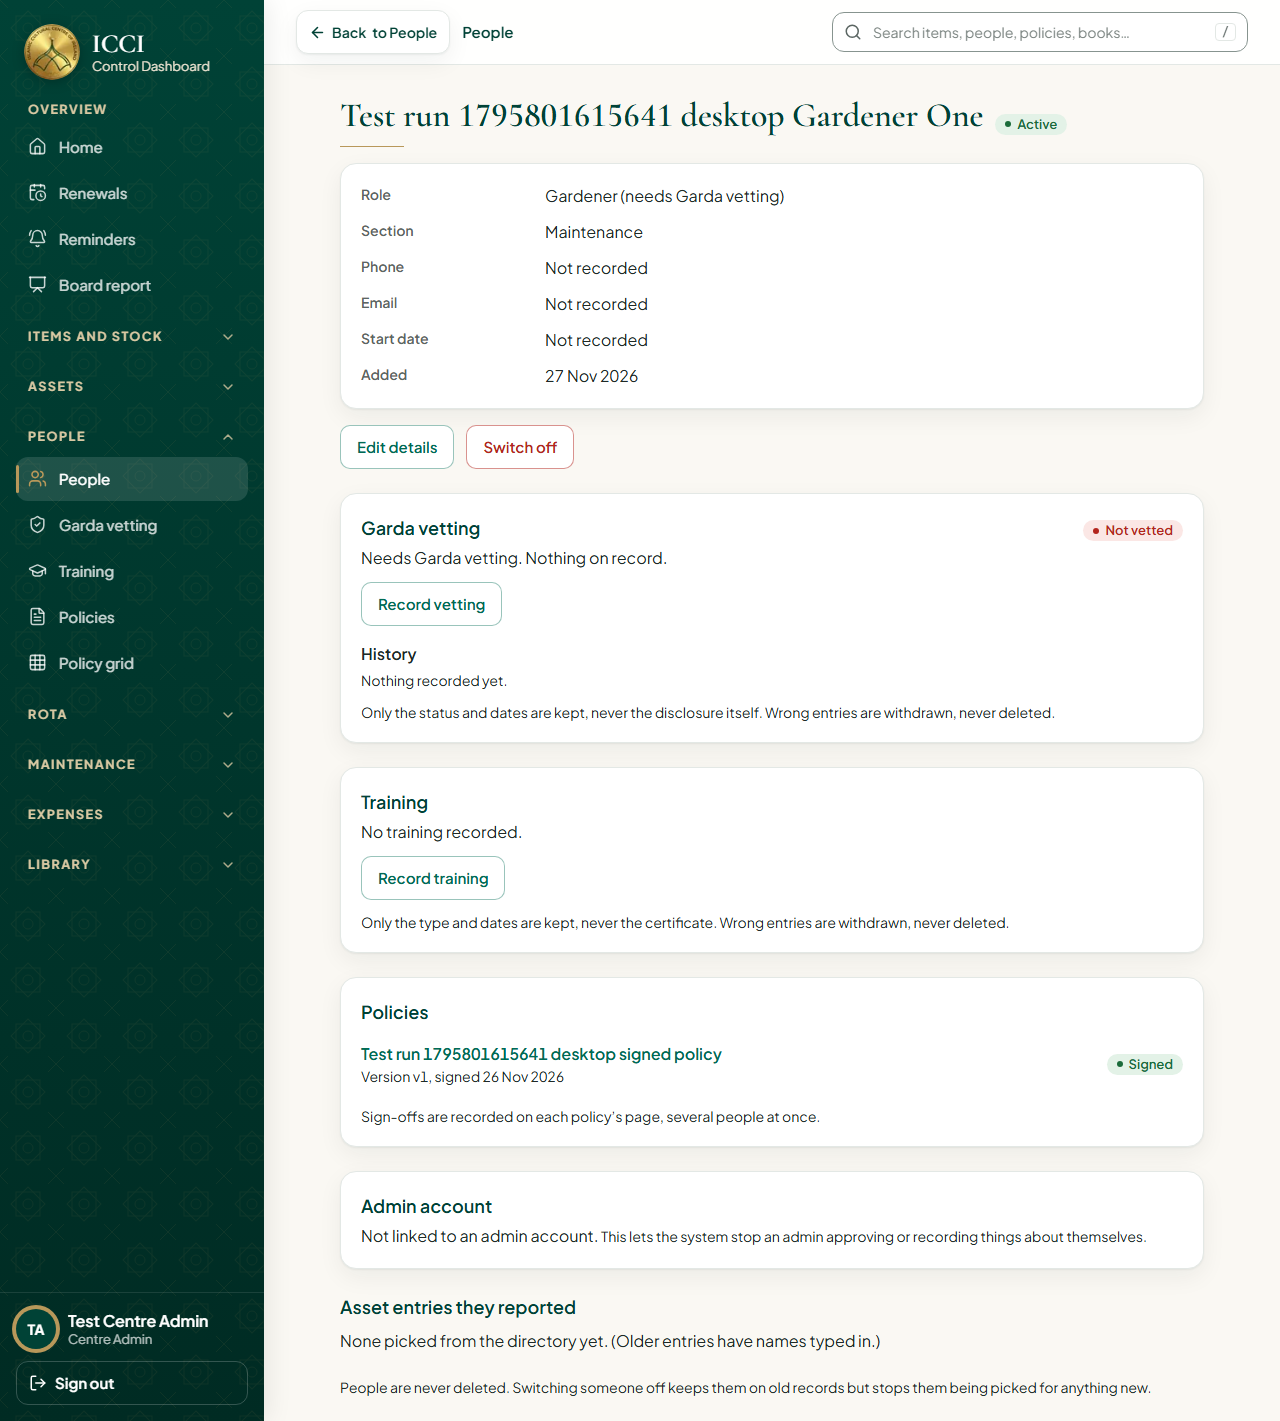 ICCI
Control Dashboard
OVERVIEW
Home
Renewals
Reminders
Board report
ITEMS AND STOCK
ASSETS
PEOPLE
People
Garda vetting
Training
Policies
Policy grid
ROTA
MAINTENANCE
EXPENSES
LIBRARY
TA
Test Centre Admin
Centre Admin
Sign out
Back to People
People
Search items, people, policies, books...
/
Test run 1795801615641 desktop Gardener One
Active
Role
Gardener (needs Garda vetting)
Section
Maintenance
Phone
Not recorded
Email
Not recorded
Start date
Not recorded
Added
27 Nov 2026
Edit details
Switch off
Garda vetting
Not vetted
Needs Garda vetting. Nothing on record.
Record vetting
History
Nothing recorded yet.
Only the status and dates are kept, never the disclosure itself. Wrong entries are withdrawn, never deleted.
Training
No training recorded.
Record training
Only the type and dates are kept, never the certificate. Wrong entries are withdrawn, never deleted.
Policies
Test run 1795801615641 desktop signed policy
Version v1, signed 26 Nov 2026
Signed
Sign-offs are recorded on each policy's page, several people at once.
Admin account
Not linked to an admin account. This lets the system stop an admin approving or recording things about themselves.
Asset entries they reported
None picked from the directory yet. (Older entries have names typed in.)
People are never deleted. Switching someone off keeps them on old records but stops them being picked for anything new.